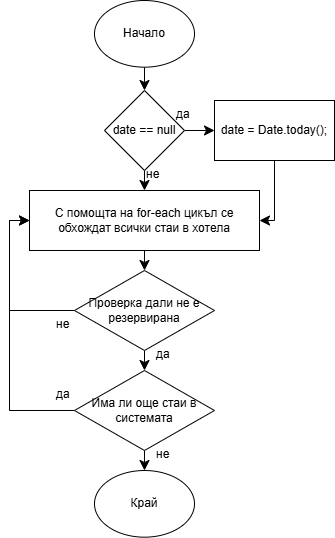 Начало
да
date == null
date = Date.today();
не
С помощта на for-each цикъл се
обхождат всички стаи в хотела
Проверка дали не е
резервирана
не
да
да
Има ли още стаи в
системата
не
Край